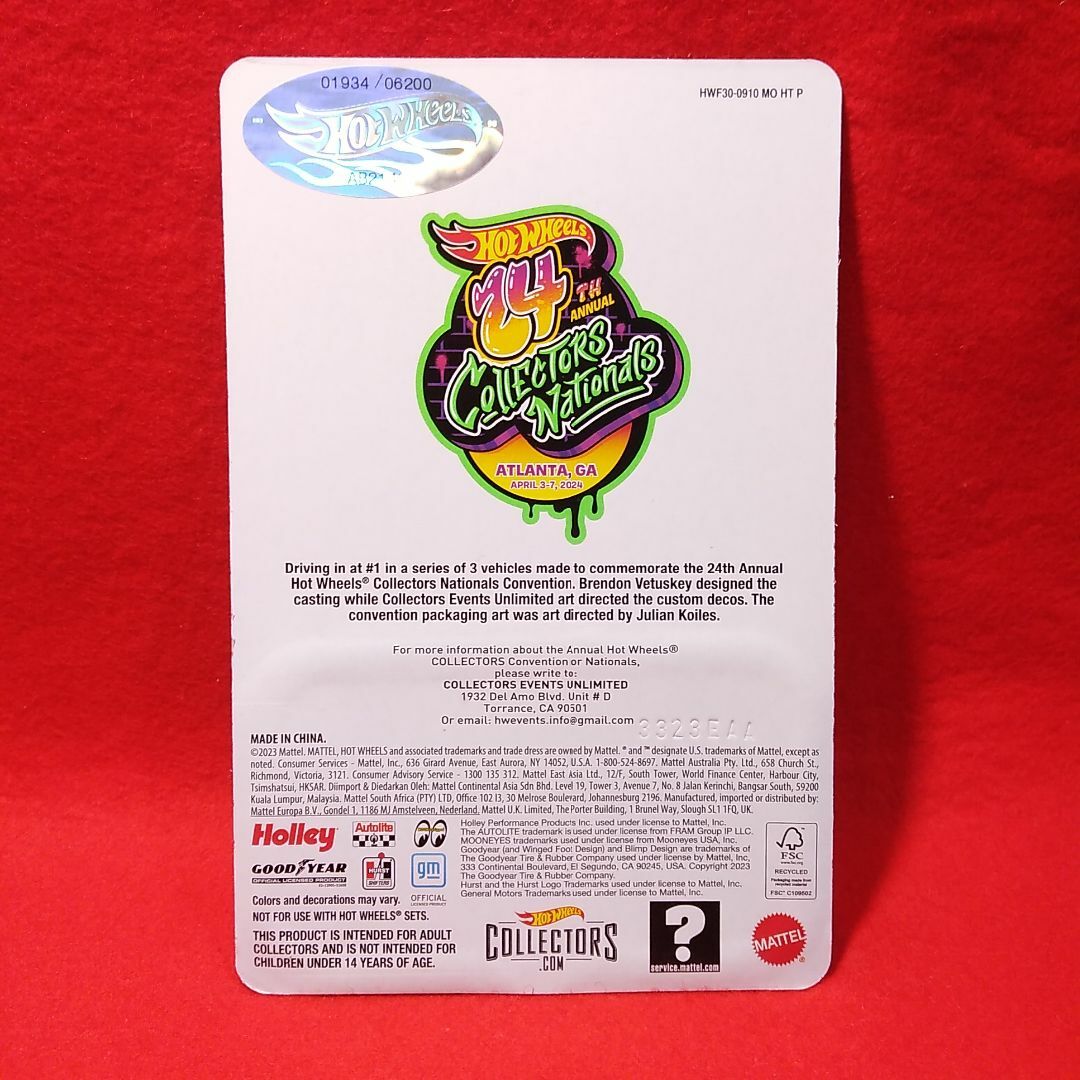 01934 /06200
HOT WHEELS
HWF30-0910 MO HT P
HOT WHEELS
24
TH
ANNUAL
COLLECTORS
NATIONALS
ATLANTA, GA
APRIL 3-7, 2024
Driving in at #1 in a series of 3 vehicles made to commemorate the 24th Annual
Hot Wheels® Collectors Nationals Convention. Brendon Vetuskey designed the
casting while Collectors Events Unlimited art directed the custom decos. The
convention packaging art was art directed by Julian Koiles.
For more information about the Annual Hot Wheels®
COLLECTORS Convention or Nationals,
please write to:
COLLECTORS EVENTS UNLIMITED
1932 Del Amo Blvd. Unit # D
Torrance, CA 90501
Or email: hwevents.info@gmail.com
3323EAA
MADE IN CHINA.
©2023 Mattel. MATTEL, HOT WHEELS and associated trademarks and trade dress are owned by Mattel. ® and ™ designate U.S. trademarks of Mattel, except as
noted. Consumer Services - Mattel, Inc., 636 Girard Avenue, East Aurora, NY 14052, U.S.A. 1-800-524-8697. Mattel Australia Pty. Ltd., 658 Church St.,
Richmond, Victoria, 3121. Consumer Advisory Service - 1300 135 312. Mattel East Asia Ltd., 12/F, South Tower, World Finance Center, Harbour City,
Tsimshatsui, HKSAR. Diimport & Diedarkan Oleh: Mattel Continental Asia Sdn Bhd. Level 19, Tower 3, Avenue 7, No. 8 Jalan Kerinchi, Bangsar South, 59200
Kuala Lumpur, Malaysia. Mattel South Africa (PTY) LTD, Office 102 I3, 30 Melrose Boulevard, Johannesburg 2196. Manufactured, imported or distributed by:
Mattel Europa B.V., Gondel 1, 1186 MJ Amstelveen, Nederland. Mattel U.K. Limited, The Porter Building, 1 Brunel Way, Slough SL1 1FQ, UK.
Holley
Autolite
GOODYEAR
OFFICIAL LICENSED PRODUCT
HURST
SHIFTERS
gm
OFFICIAL
LICENSED PRODUCT
Holley Performance Products Inc. used under license to Mattel, Inc.
The AUTOLITE trademark is used under license from FRAM Group IP LLC.
MOONEYES used under license from Mooneyes USA, Inc.
Goodyear (and Winged Foot Design) and Blimp Design are trademarks of
The Goodyear Tire & Rubber Company used under license by Mattel, Inc,
333 Continental Boulevard, El Segundo, CA 90245, USA. Copyright 2023
The Goodyear Tire & Rubber Company.
Hurst and the Hurst Logo Trademarks used under license to Mattel, Inc.
General Motors Trademarks used under license to Mattel, Inc.
FSC
www.fsc.org
RECYCLED
Packaging made from
recycled material
FSC® C109502
Colors and decorations may vary.
NOT FOR USE WITH HOT WHEELS® SETS.
THIS PRODUCT IS INTENDED FOR ADULT
COLLECTORS AND IS NOT INTENDED FOR
CHILDREN UNDER 14 YEARS OF AGE.
HOT WHEELS
COLLECTORS
.COM
?
service.mattel.com
MATTEL
®